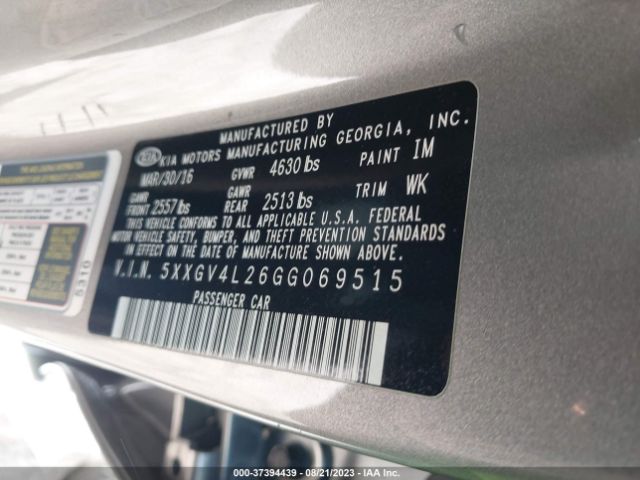 MANUFACTURED BY
KIA KIA MOTORS MANUFACTURING GEORGIA, INC.
MAR/30/16 GVWR 4630 lbs PAINT IM
GAWR FRONT 2557 lbs GAWR REAR 2513 lbs TRIM WK
THIS VEHICLE CONFORMS TO ALL APPLICABLE U.S.A. FEDERAL
MOTOR VEHICLE SAFETY, BUMPER, AND THEFT PREVENTION STANDARDS
IN EFFECT ON THE DATE OF MANUFACTURE SHOWN ABOVE.
V.I.N. 5XXGV4L26GG069515
PASSENGER CAR
5310
000-37394439 - 08/21/2023 - IAA Inc.